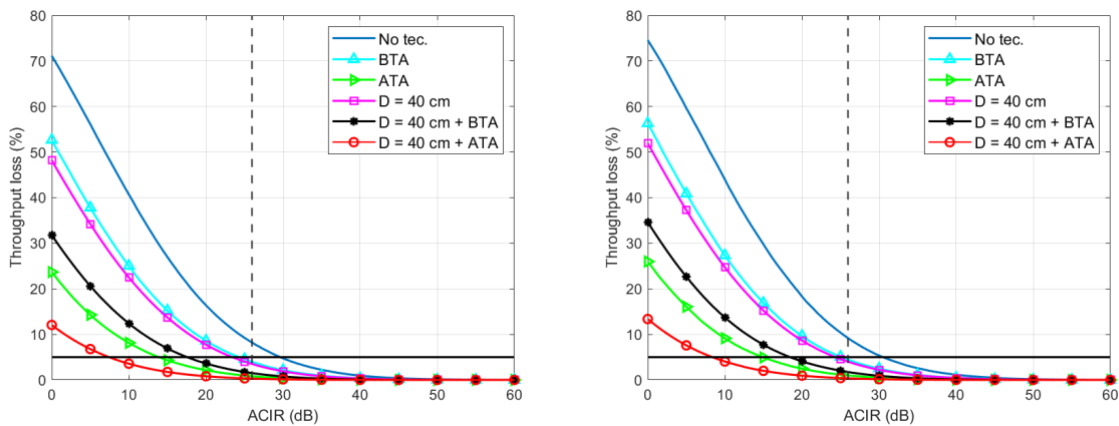 80
70
60
50
40
30
20
10
0
Throughput loss (%)
No tec.
BTA
ATA
D = 40 cm
D = 40 cm + BTA
D = 40 cm + ATA
0 10 20 30 40 50 60
ACIR (dB)
80
70
60
50
40
30
20
10
0
Throughput loss (%)
No tec.
BTA
ATA
D = 40 cm
D = 40 cm + BTA
D = 40 cm + ATA
0 10 20 30 40 50 60
ACIR (dB)